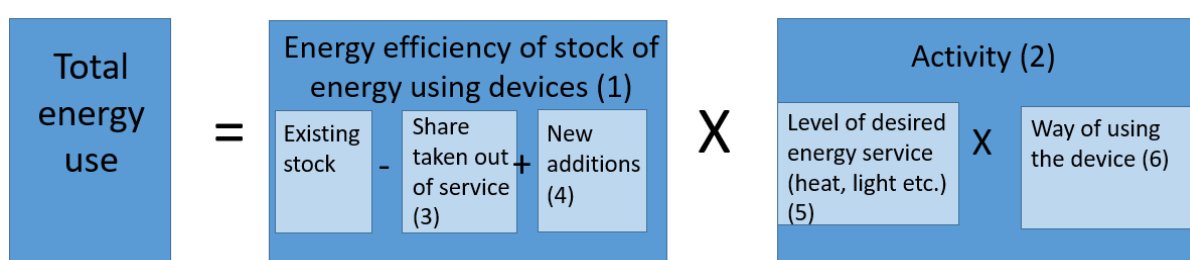 Total
energy
use
=
Energy efficiency of stock of
energy using devices (1)
Existing
stock
-
Share
taken out
of service
(3)
+
New
additions
(4)
X
Activity (2)
Level of desired
energy service
(heat, light etc.)
(5)
X
Way of using
the device (6)